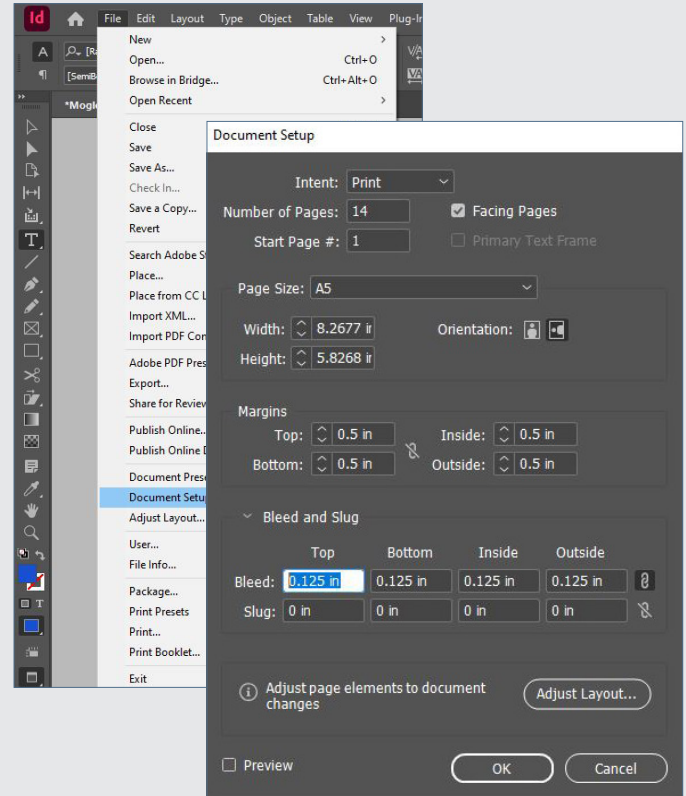 Id File Edit Layout Type Object Table View Plug-In
A [Ra
¶ [SemiB
*Mogl
New
Open... Ctrl+O
Browse in Bridge... Ctrl+Alt+O
Open Recent
Close
Save
Save As...
Check In...
Save a Copy...
Revert
Search Adobe S
Place...
Place from CC L
Import XML...
Import PDF Con
Adobe PDF Pres
Export...
Share for Review
Publish Online...
Publish Online D
Document Prese
Document Setup
Adjust Layout...
User...
File Info...
Package...
Print Presets
Print...
Print Booklet...
Exit
T
Document Setup
Intent: Print
Number of Pages: 14 Facing Pages
Start Page #: 1 Primary Text Frame
Page Size: A5
Width: 8.2677 in Orientation:
Height: 5.8268 in
Margins
Top: 0.5 in Inside: 0.5 in
Bottom: 0.5 in Outside: 0.5 in
Bleed and Slug
Top Bottom Inside Outside
Bleed: 0.125 in 0.125 in 0.125 in 0.125 in
Slug: 0 in 0 in 0 in 0 in
Adjust page elements to document Adjust Layout...
changes
Preview OK Cancel